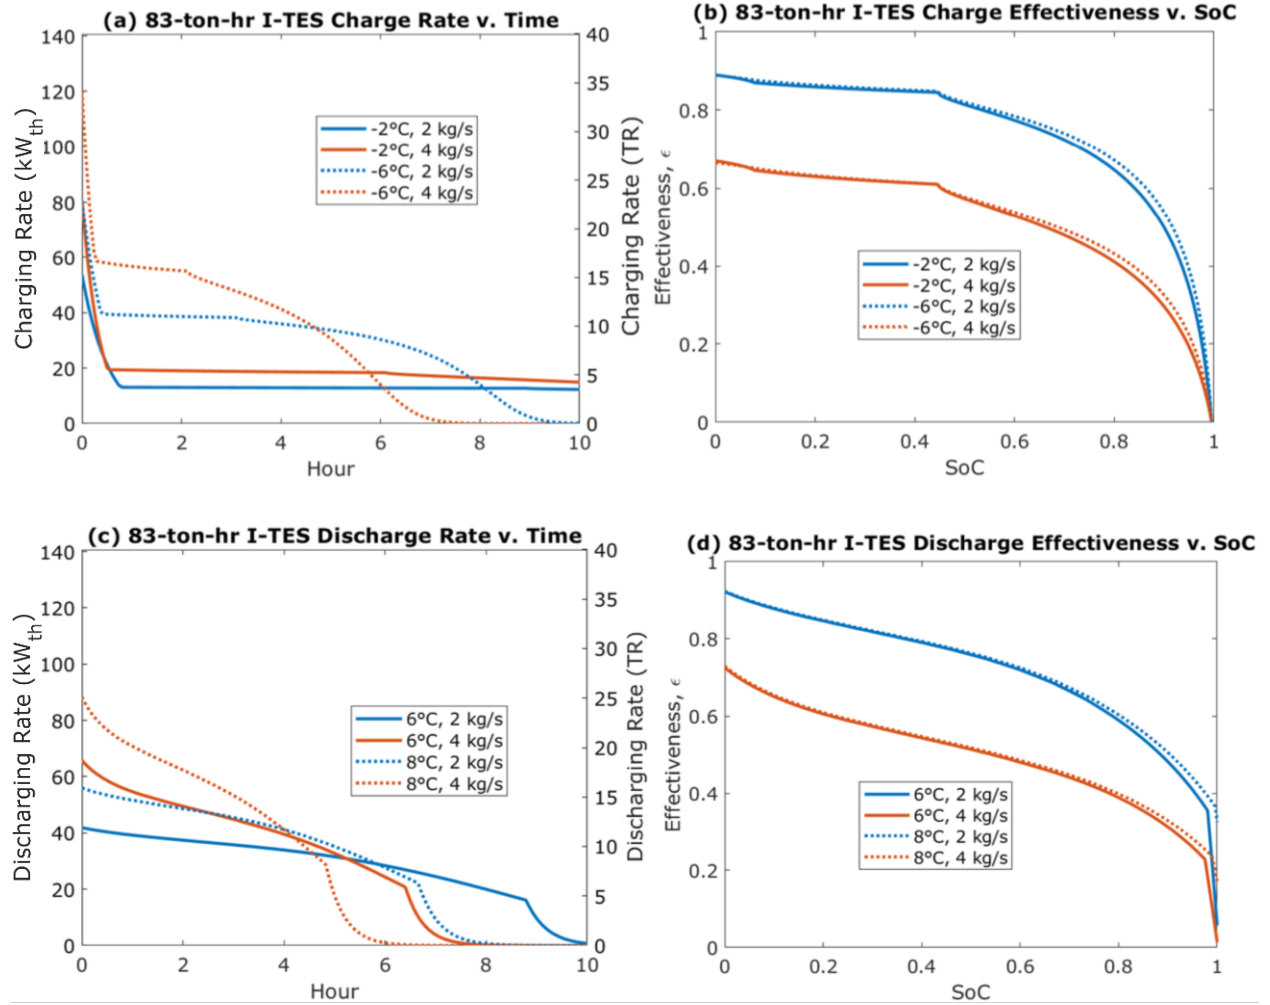 (a) 83-ton-hr I-TES Charge Rate v. Time
140
120
100
80
60
40
20
0
40
35
30
25
20
15
10
5
0
Charging Rate (kWth)
Charging Rate (TR)
-2°C, 2 kg/s
-2°C, 4 kg/s
-6°C, 2 kg/s
-6°C, 4 kg/s
0 2 4 6 8 10
Hour
(b) 83-ton-hr I-TES Charge Effectiveness v. SoC
1
0.8
0.6
0.4
0.2
0
Effectiveness, ϵ
-2°C, 2 kg/s
-2°C, 4 kg/s
-6°C, 2 kg/s
-6°C, 4 kg/s
0 0.2 0.4 0.6 0.8 1
SoC
(c) 83-ton-hr I-TES Discharge Rate v. Time
140
120
100
80
60
40
20
0
40
35
30
25
20
15
10
5
0
Discharging Rate (kWth)
Discharging Rate (TR)
6°C, 2 kg/s
6°C, 4 kg/s
8°C, 2 kg/s
8°C, 4 kg/s
0 2 4 6 8 10
Hour
(d) 83-ton-hr I-TES Discharge Effectiveness v. SoC
1
0.8
0.6
0.4
0.2
0
Effectiveness, ϵ
6°C, 2 kg/s
6°C, 4 kg/s
8°C, 2 kg/s
8°C, 4 kg/s
0 0.2 0.4 0.6 0.8 1
SoC